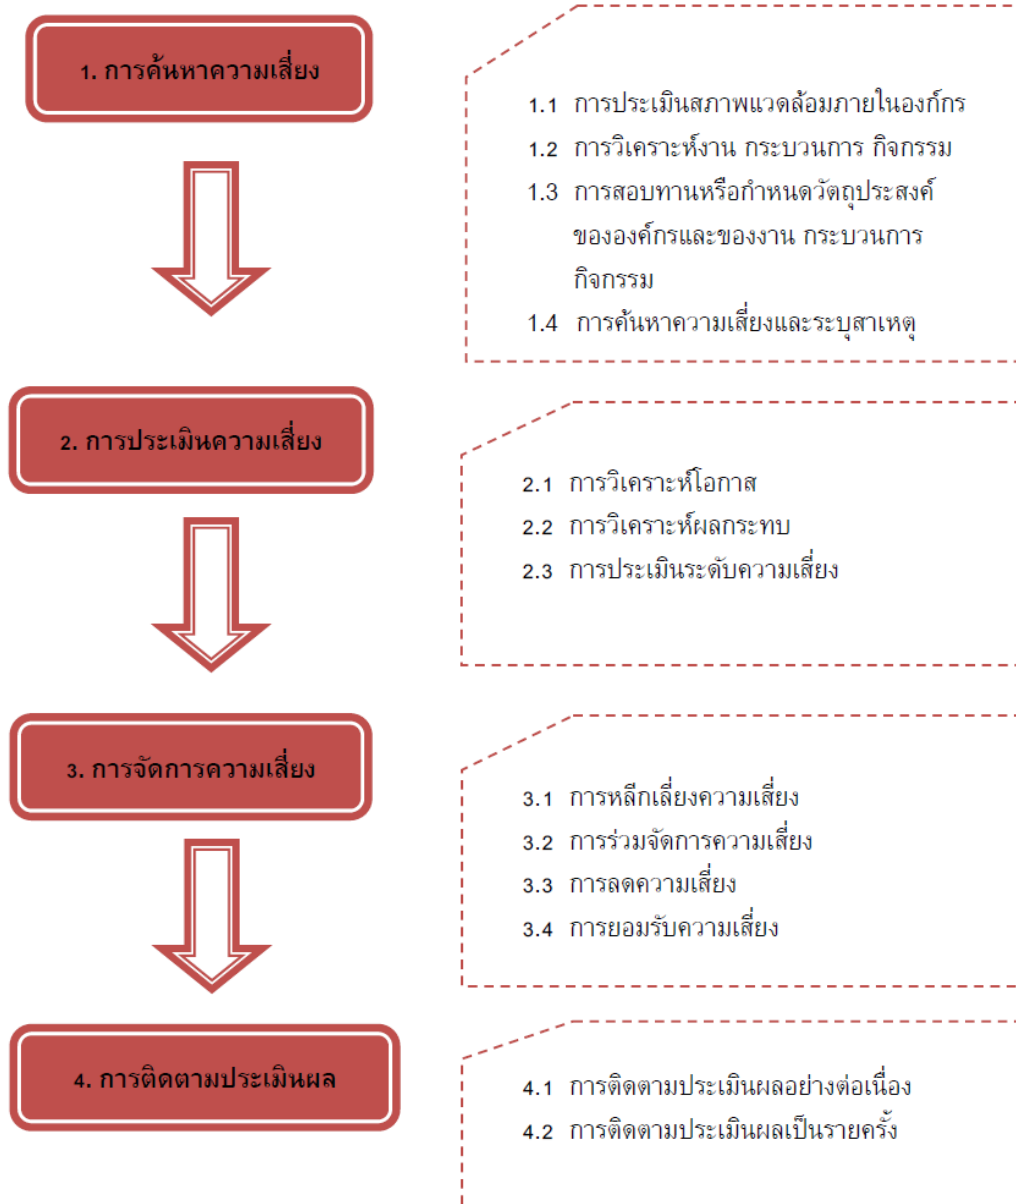 1. การค้นหาความเสี่ยง
1.1 การประเมินสภาพแวดล้อมภายในองก์กร
1.2 การวิเคราะห์งาน กระบวนการ กิจกรรม
1.3 การสอบทานหรือกำหนดวัตถุประสงค์
ขององค์กรและของงาน กระบวนการ
กิจกรรม
1.4 การค้นหาความเสี่ยงและระบุสาเหตุ
2. การประเมินความเสี่ยง
2.1 การวิเคราะห์โอกาส
2.2 การวิเคราะห์ผลกระทบ
2.3 การประเมินระดับความเสี่ยง
3. การจัดการความเสี่ยง
3.1 การหลีกเลี่ยงความเสี่ยง
3.2 การร่วมจัดการความเสี่ยง
3.3 การลดความเสี่ยง
3.4 การยอมรับความเสี่ยง
4. การติดตามประเมินผล
4.1 การติดตามประเมินผลอย่างต่อเนื่อง
4.2 การติดตามประเมินผลเป็นรายครั้ง